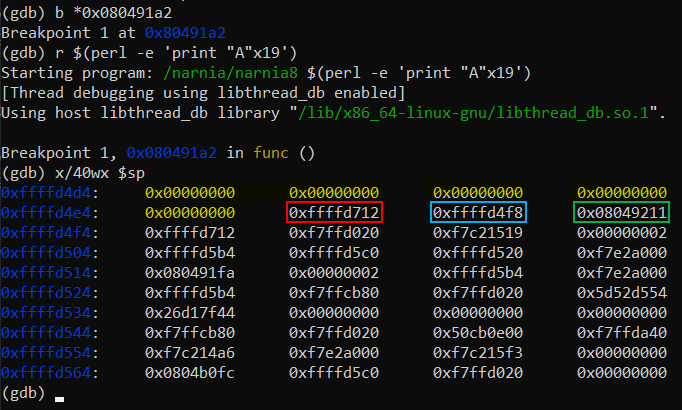 (gdb) b *0x080491a2
Breakpoint 1 at 0x80491a2
(gdb) r $(perl -e 'print "A"x19')
Starting program: /narnia/narnia8 $(perl -e 'print "A"x19')
[Thread debugging using libthread_db enabled]
Using host libthread_db library "/lib/x86_64-linux-gnu/libthread_db.so.1".
Breakpoint 1, 0x080491a2 in func ()
(gdb) x/40wx $sp
0xffffd4d4: 0x00000000 0x00000000 0x00000000 0x00000000
0xffffd4e4: 0x00000000 0xffffd712 0xffffd4f8 0x08049211
0xffffd4f4: 0xffffd712 0xf7ffd020 0xf7c21519 0x00000002
0xffffd504: 0xffffd5b4 0xffffd5c0 0xffffd520 0xf7e2a000
0xffffd514: 0x080491fa 0x00000002 0xffffd5b4 0xf7e2a000
0xffffd524: 0xffffd5b4 0xf7ffcb80 0xf7ffd020 0x5d52d554
0xffffd534: 0x26d17f44 0x00000000 0x00000000 0x00000000
0xffffd544: 0xf7ffcb80 0xf7ffd020 0x50cb0e00 0xf7ffda40
0xffffd554: 0xf7c214a6 0xf7e2a000 0xf7c215f3 0x00000000
0xffffd564: 0x0804b0fc 0xffffd5c0 0xf7ffd020 0x00000000
(gdb)